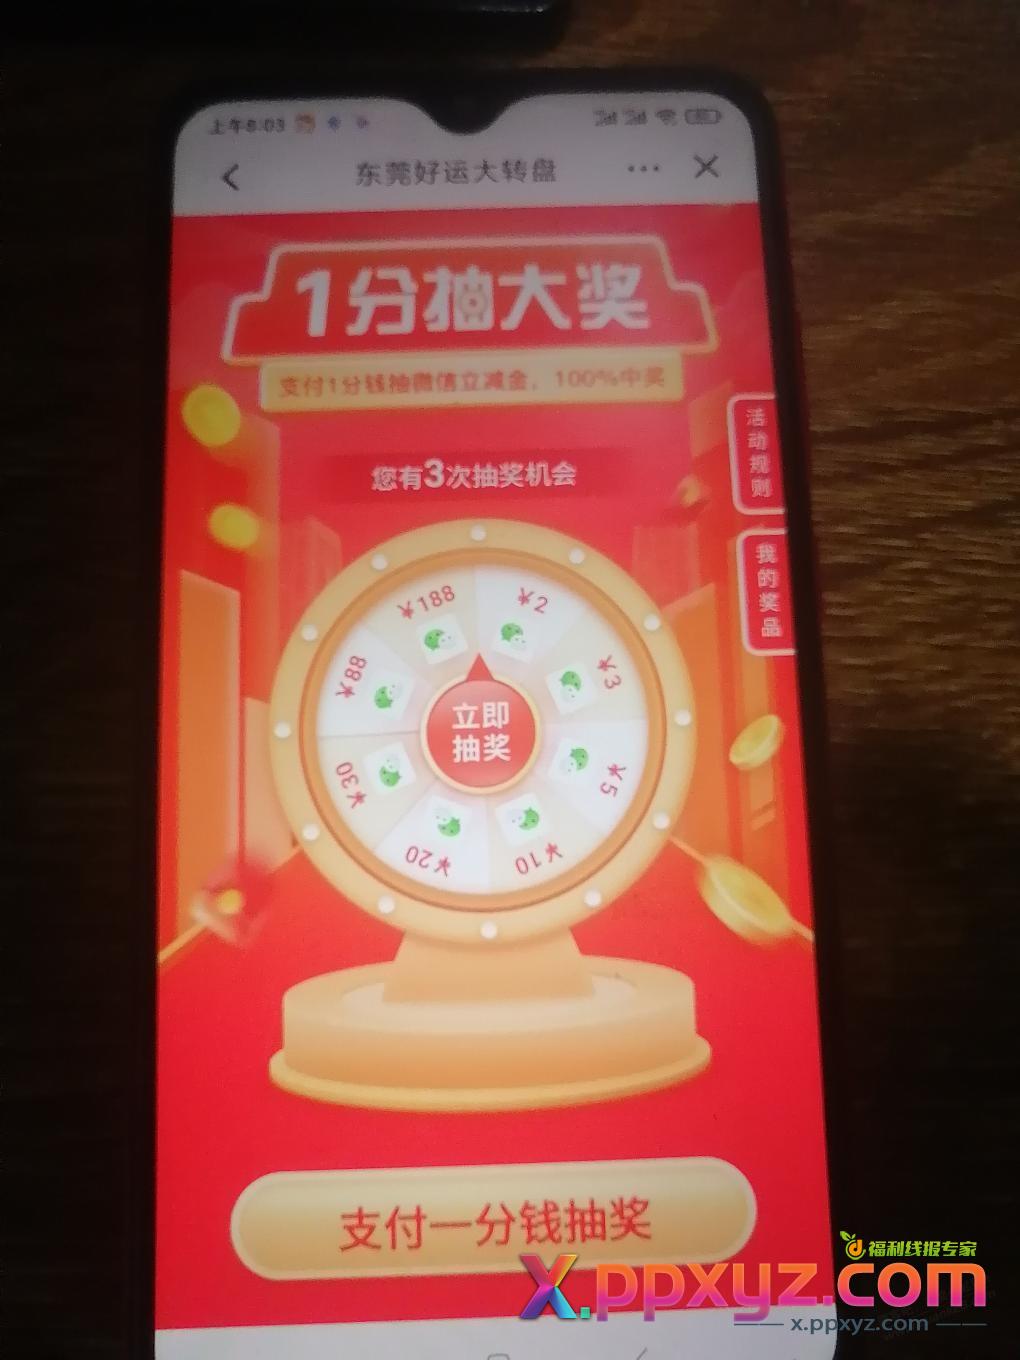 上午8:03
东莞好运大转盘
1分抽大奖
支付1分钱抽微信立减金，100%中奖
活动规则
您有3次抽奖机会
我的奖品
¥188
¥2
¥88
¥3
立即
抽奖
¥30
¥5
¥20
¥10
支付一分钱抽奖
福利线报专家
X.ppxyz.com
x.ppxyz.com